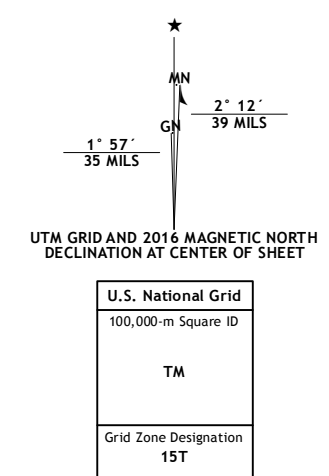 ★
MN
GN
2° 12´
39 MILS
1° 57´
35 MILS
UTM GRID AND 2016 MAGNETIC NORTH
DECLINATION AT CENTER OF SHEET
U.S. National Grid
100,000-m Square ID
TM
Grid Zone Designation
15T